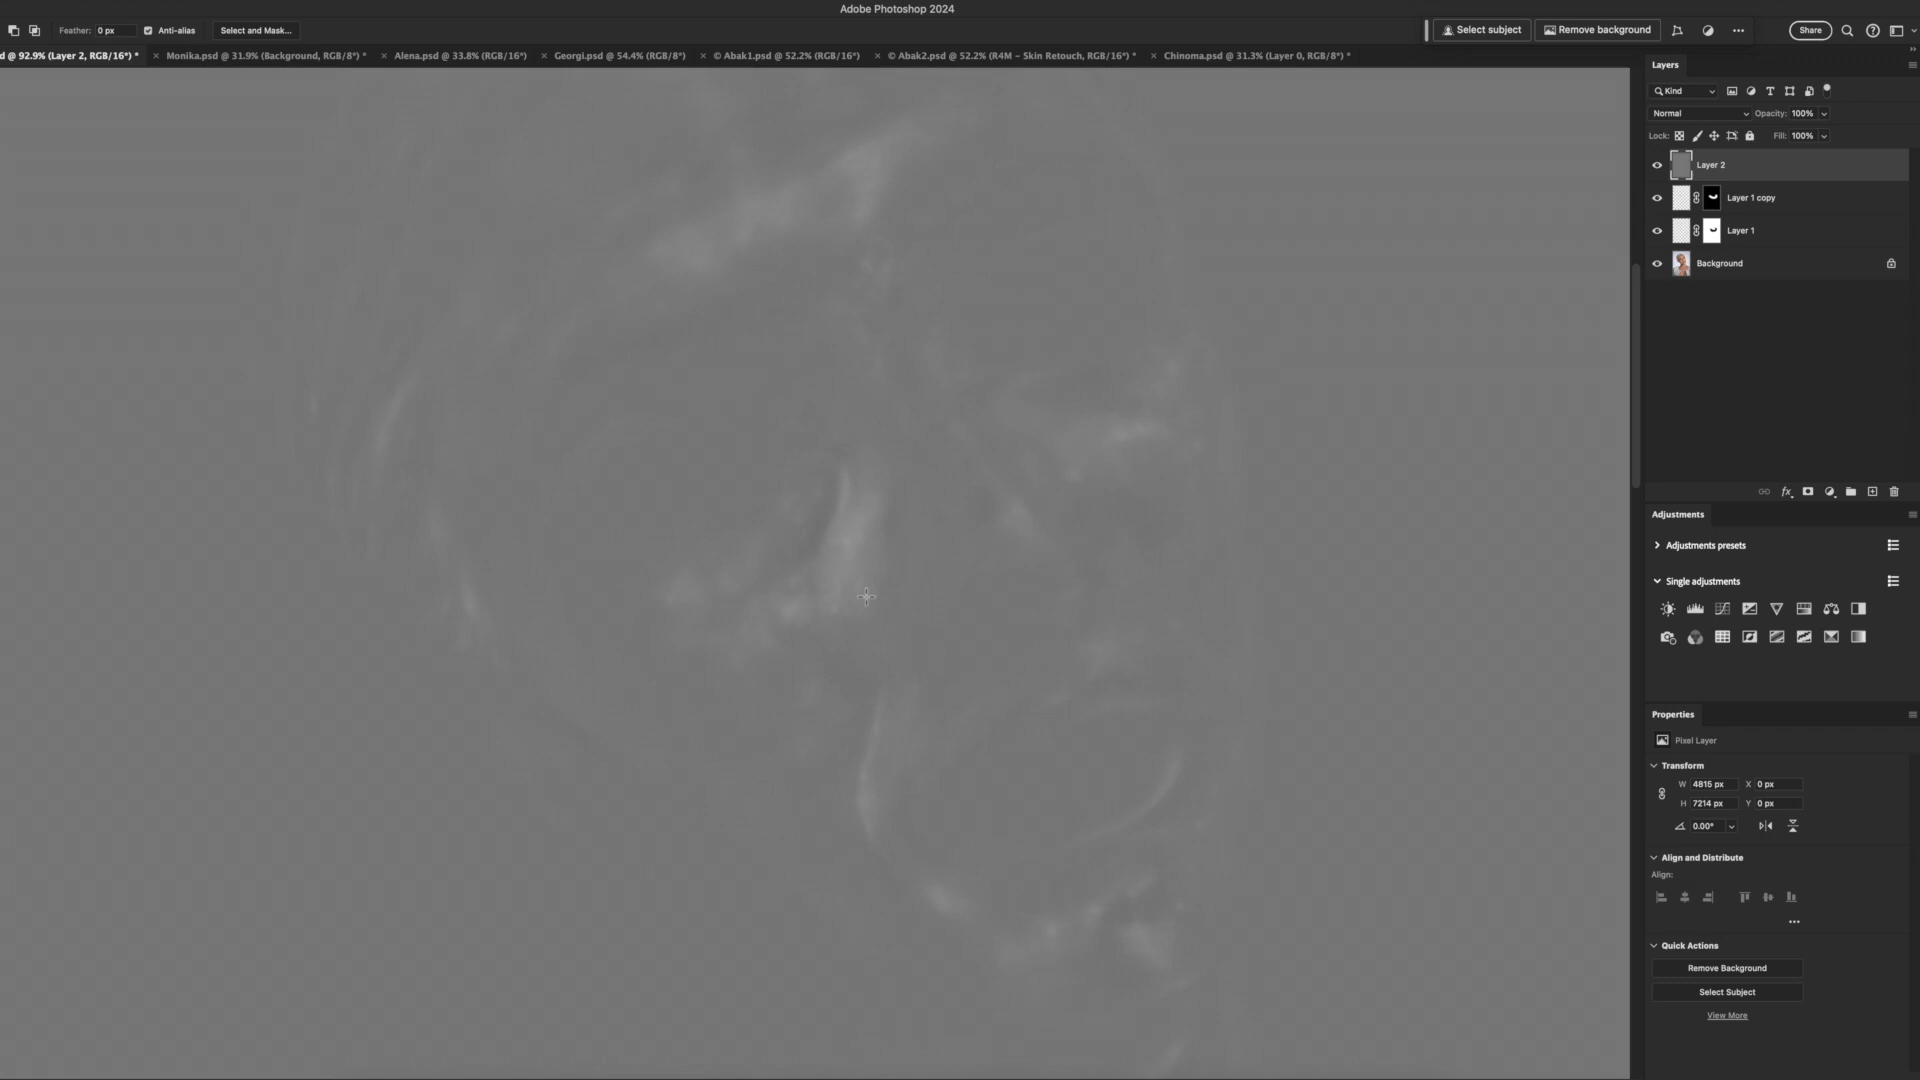 Adobe Photoshop 2024
Feather: 0 px Anti-alias Select and Mask... Select subject Remove background Share
d @ 92.9% (Layer 2, RGB/16*) * × Monika.psd @ 31.9% (Background, RGB/8*) * × Alena.psd @ 33.8% (RGB/16*) × Georgi.psd @ 54.4% (RGB/8*) × © Abak1.psd @ 52.2% (RGB/16*) × © Abak2.psd @ 52.2% (R4M – Skin Retouch, RGB/16*) * × Chinoma.psd @ 31.3% (Layer 0, RGB/8*) *
Layers
Kind
Normal Opacity: 100%
Lock: Fill: 100%
Layer 2
Layer 1 copy
Layer 1
Background
Adjustments
Adjustments presets
Single adjustments
Properties
Pixel Layer
Transform
W 4815 px X 0 px
H 7214 px Y 0 px
0.00°
Align and Distribute
Align:
Quick Actions
Remove Background
Select Subject
View More